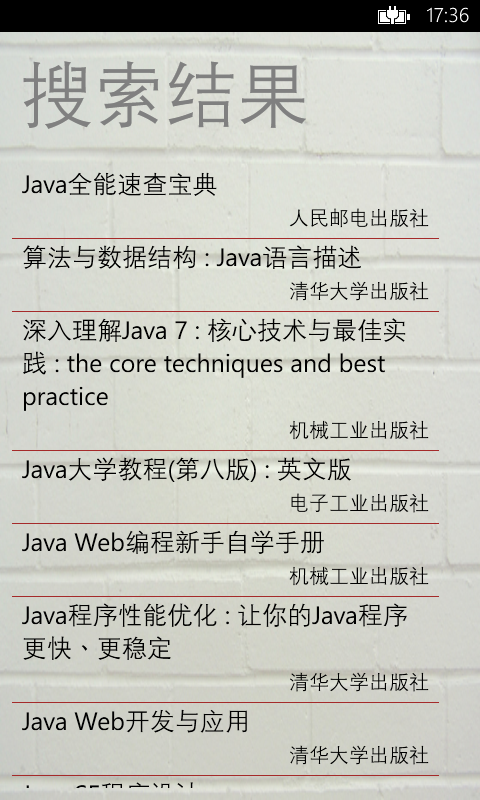 17:36
搜索结果
Java全能速查宝典
人民邮电出版社
算法与数据结构 : Java语言描述
清华大学出版社
深入理解Java 7 : 核心技术与最佳实
践 : the core techniques and best
practice
机械工业出版社
Java大学教程(第八版) : 英文版
电子工业出版社
Java Web编程新手自学手册
机械工业出版社
Java程序性能优化 : 让你的Java程序
更快、更稳定
清华大学出版社
Java Web开发与应用
清华大学出版社
Java SE程序设计